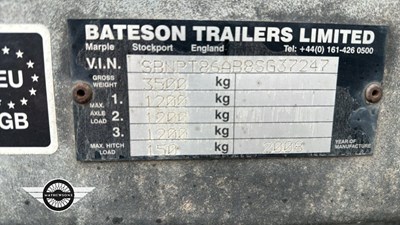 BATESON TRAILERS LIMITED
Marple Stockport England Tel: +44(0) 161-426 0500
V.I.N.
GROSS WEIGHT 3500 kg
MAX. AXLE LOAD
1. 1200 kg
2. 1200 kg
3. 1200 kg
MAX. HITCH LOAD 150 kg
YEAR OF MANUFACTURE
EU
GB